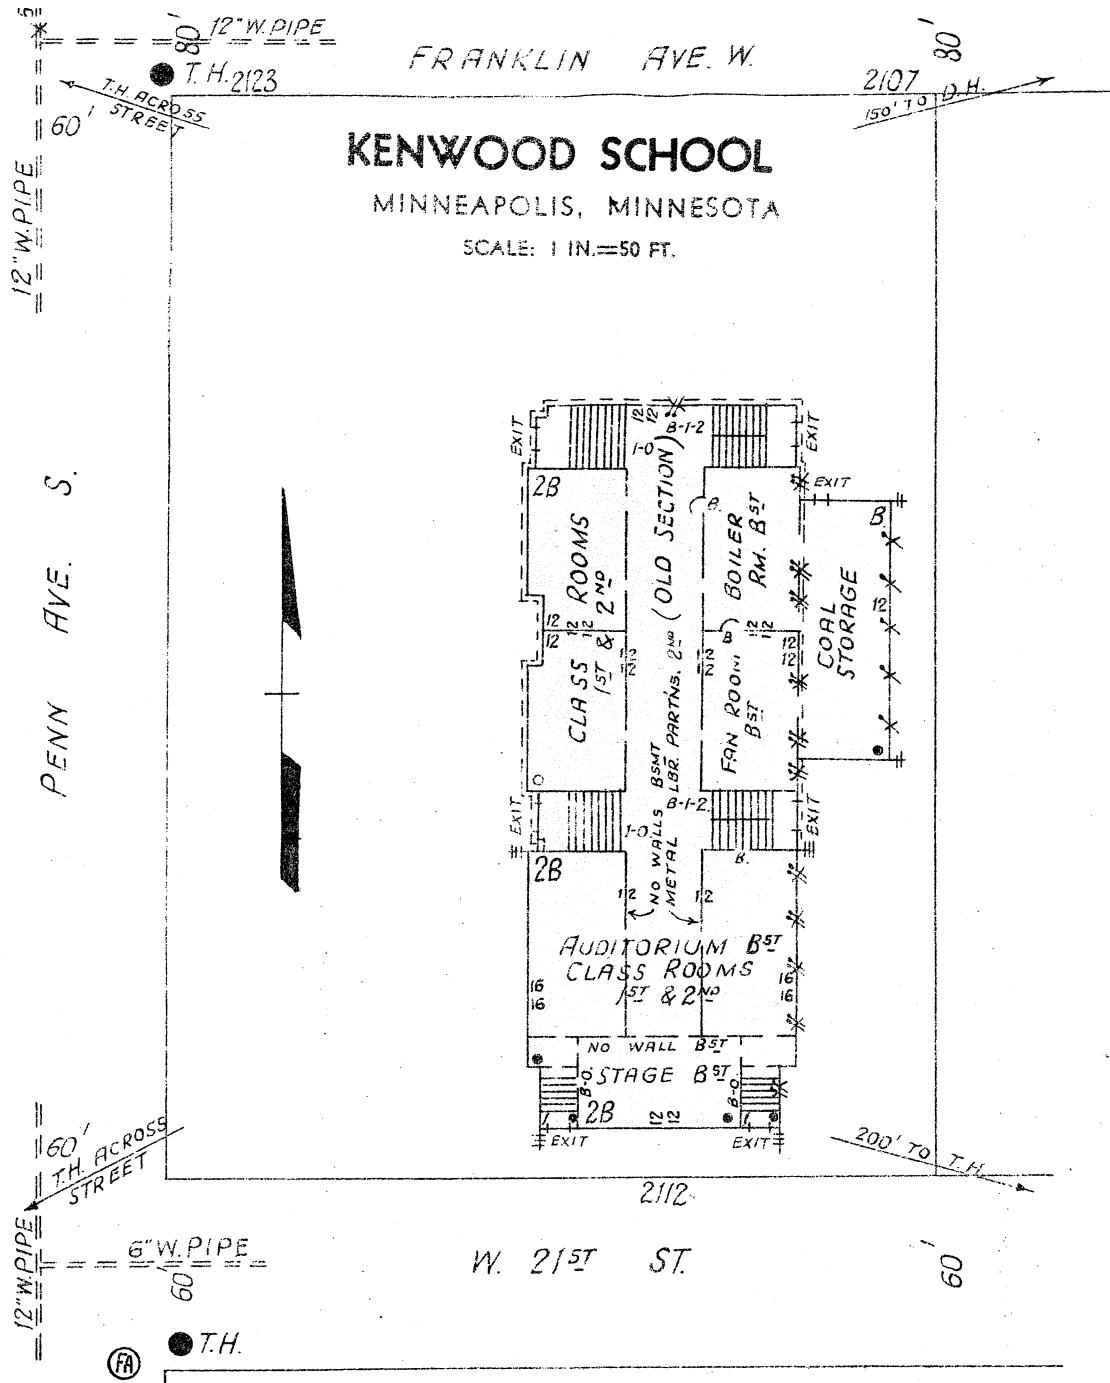 5
12" W. PIPE
80'
FRANKLIN AVE. W.
80'
T.H. 2123
2107
D.H.
150' TO
T.H. ACROSS
STREET
60'
KENWOOD SCHOOL
MINNEAPOLIS, MINNESOTA
SCALE: 1 IN.=50 FT.
12" W. PIPE
PENN AVE. S.
EXIT
12
12
B-1-2
1-0
EXIT
2B
(OLD SECTION)
B.
EXIT
B.
CLASS ROOMS
1ST & 2ND
BOILER
RM. BST
COAL
STORAGE
12
12
12
12
12
12
12
B
12
12
12
12
12
12
12
FAN ROOM
BST
NO WALLS BSMT
METAL LBR. PARTNS. 2ND
EXIT
1-0
B-1-2
EXIT
2B
B.
12
12
AUDITORIUM BST
CLASS ROOMS
1ST & 2ND
16
16
16
16
NO WALL BST
STAGE BST
B-0
B-0
2B
12
12
EXIT
EXIT
60'
T.H. ACROSS
STREET
200' TO T.H.
2112
12" W. PIPE
6" W. PIPE
60'
W. 21ST ST.
60'
T.H.
FA